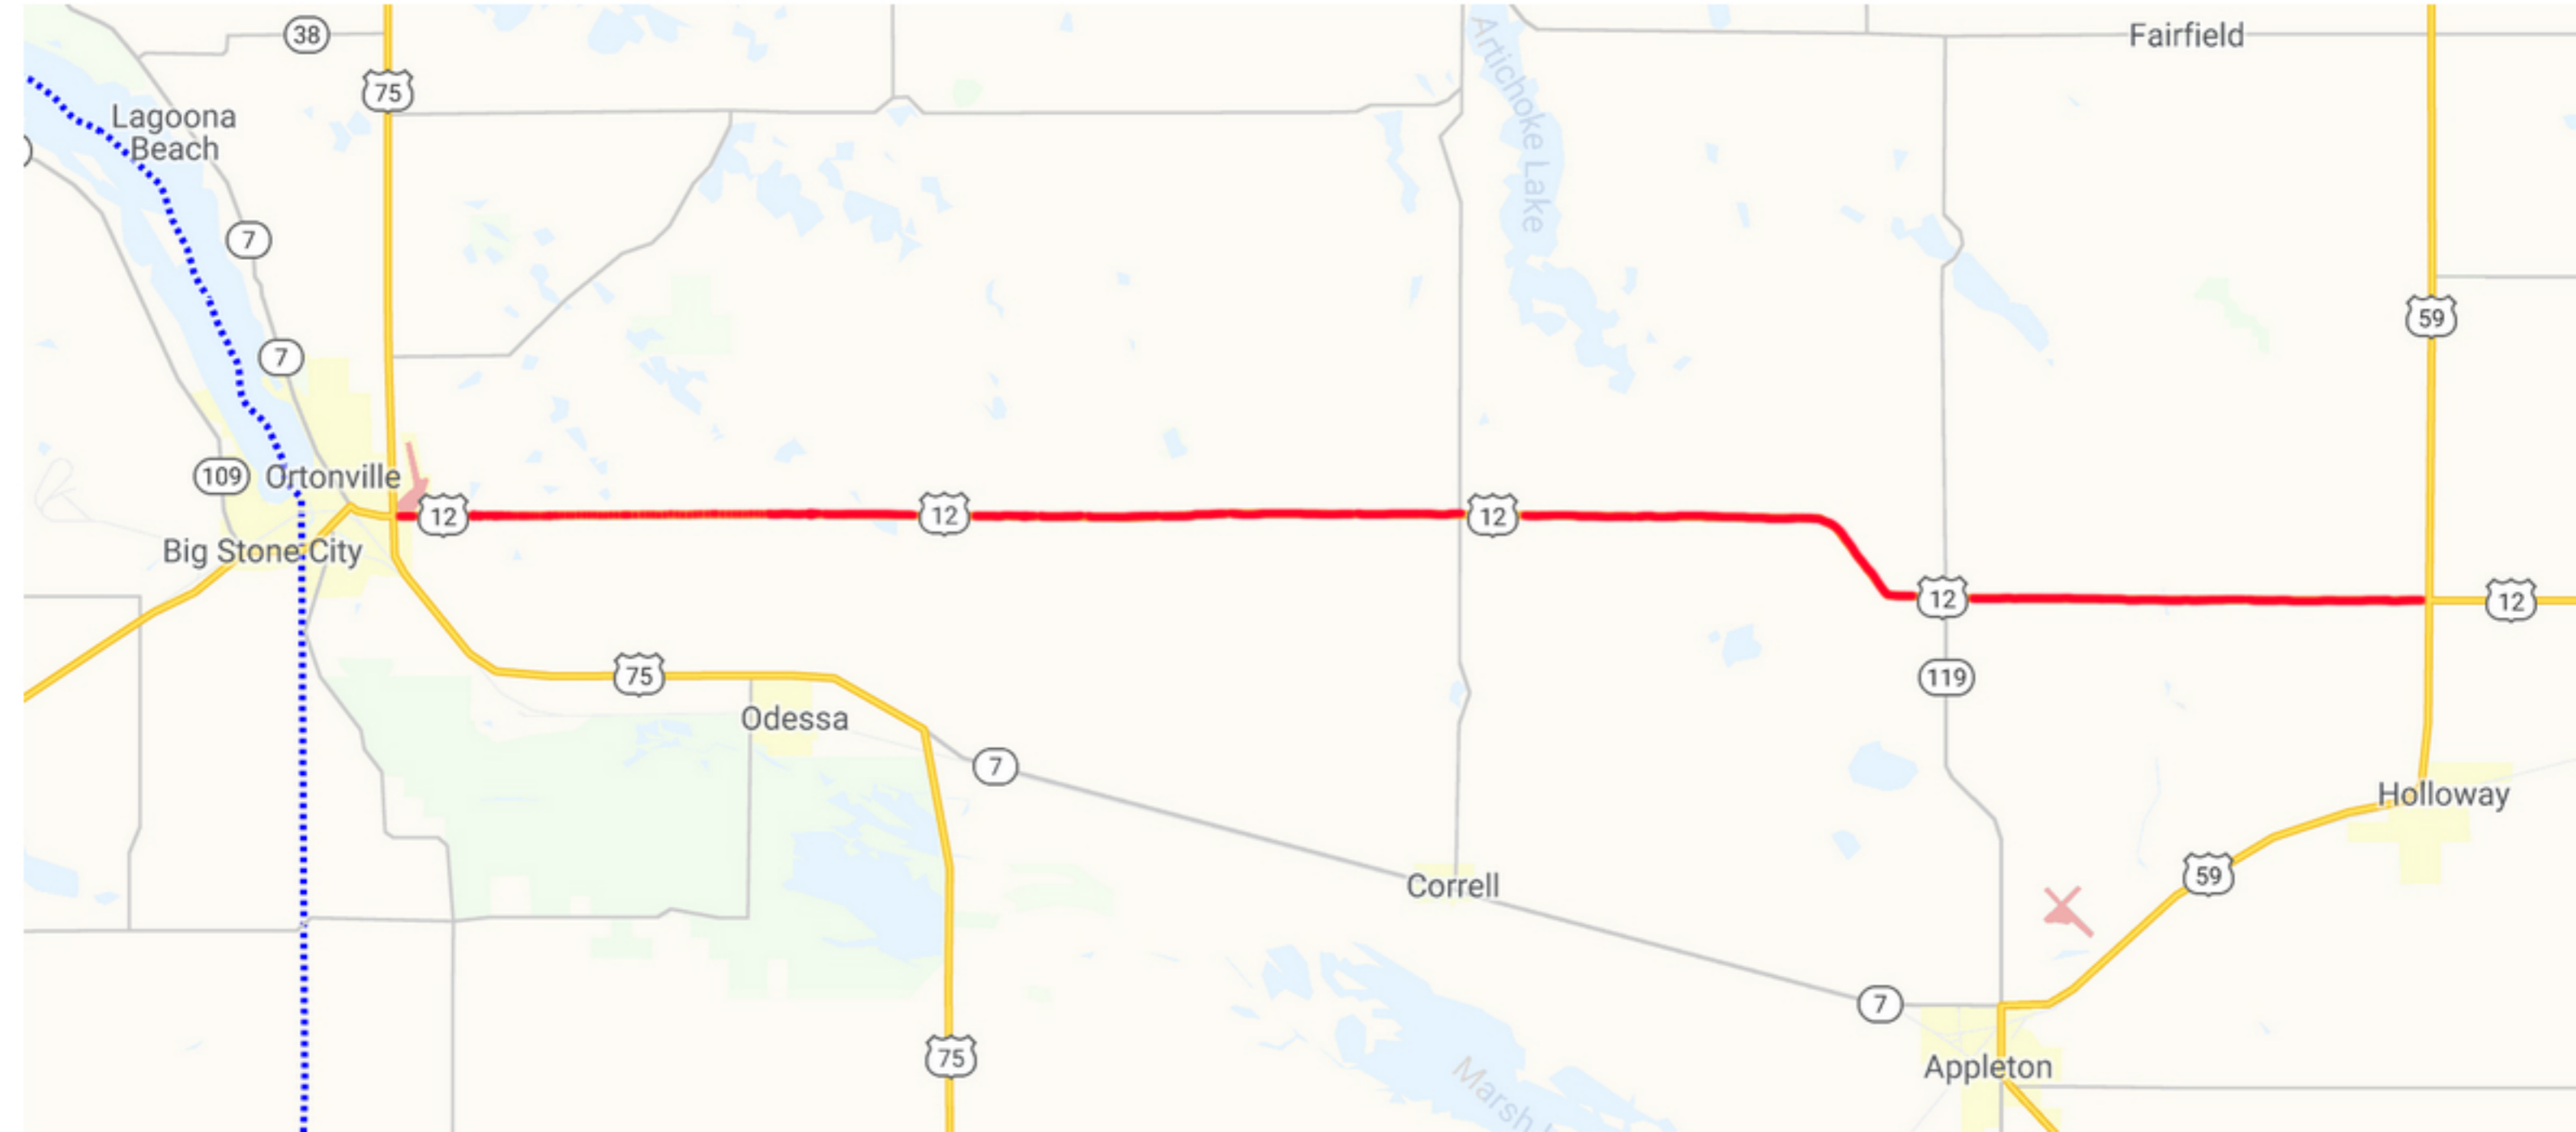 38
Fairfield
75
Artichoke Lake
Lagoona
Beach
7
59
7
109
Ortonville
12
12
12
Big Stone City
12
12
75
119
Odessa
7
Holloway
Correll
59
7
75
Appleton
Marsh